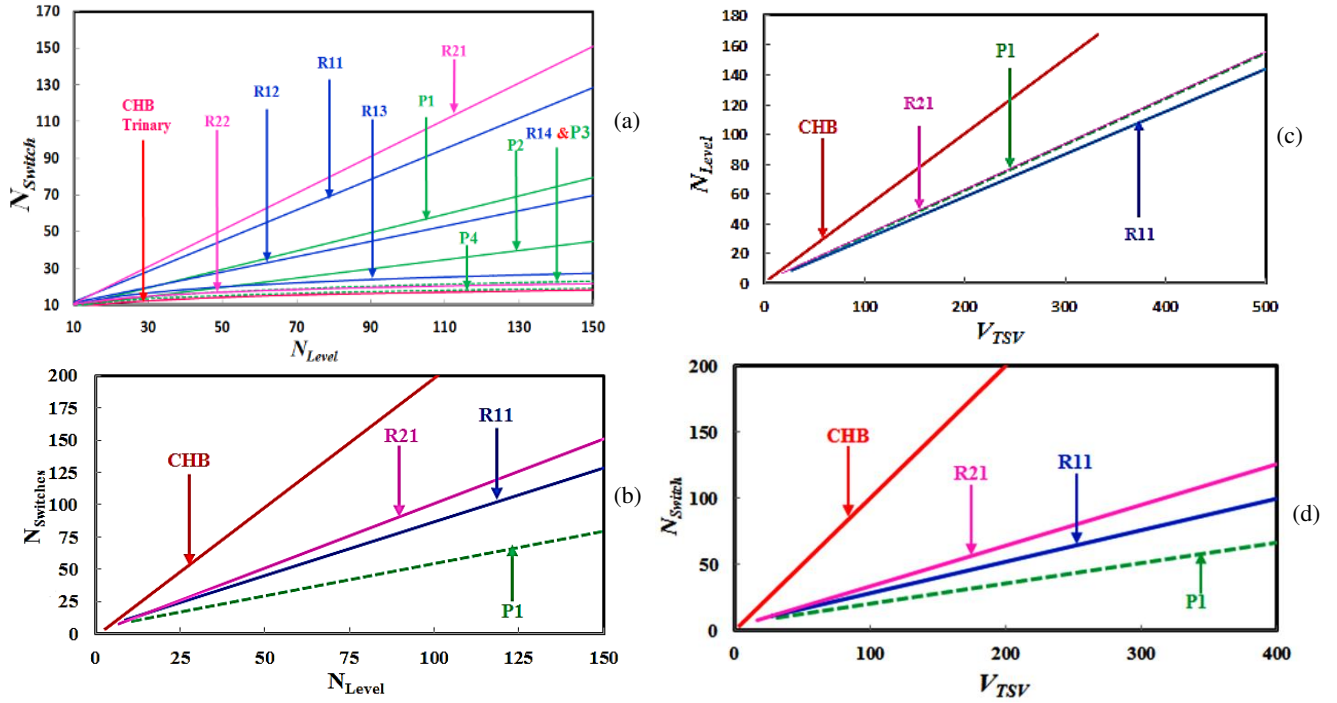 170
150
130
110
90
70
50
30
10
N_Switch
CHB
Trinary
R22
R12
R11
R13
P1
R21
P2
R14 &P3
P4
10 30 50 70 90 110 130 150
N_Level
(a)
200
175
150
125
100
75
50
25
0
N_Switches
CHB
R21
R11
P1
0 25 50 75 100 125 150
N_Level
(b)
180
160
140
120
100
80
60
40
20
0
N_Level
CHB
R21
P1
R11
0 100 200 300 400 500
V_TSV
(c)
200
150
100
50
0
N_Switch
CHB
R21
R11
P1
0 100 200 300 400
V_TSV
(d)